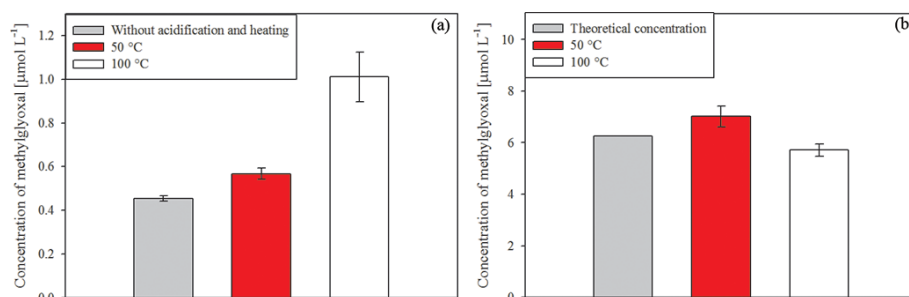 (a)
Without acidification and heating
50 °C
100 °C
Concentration of methylglyoxal [µmol L⁻¹]
1.2
1.0
0.8
0.6
0.4
0.2
0.0
(b
Theoretical concentration
50 °C
100 °C
Concentration of methylglyoxal [µmol L⁻¹]
10
8
6
4
2
0